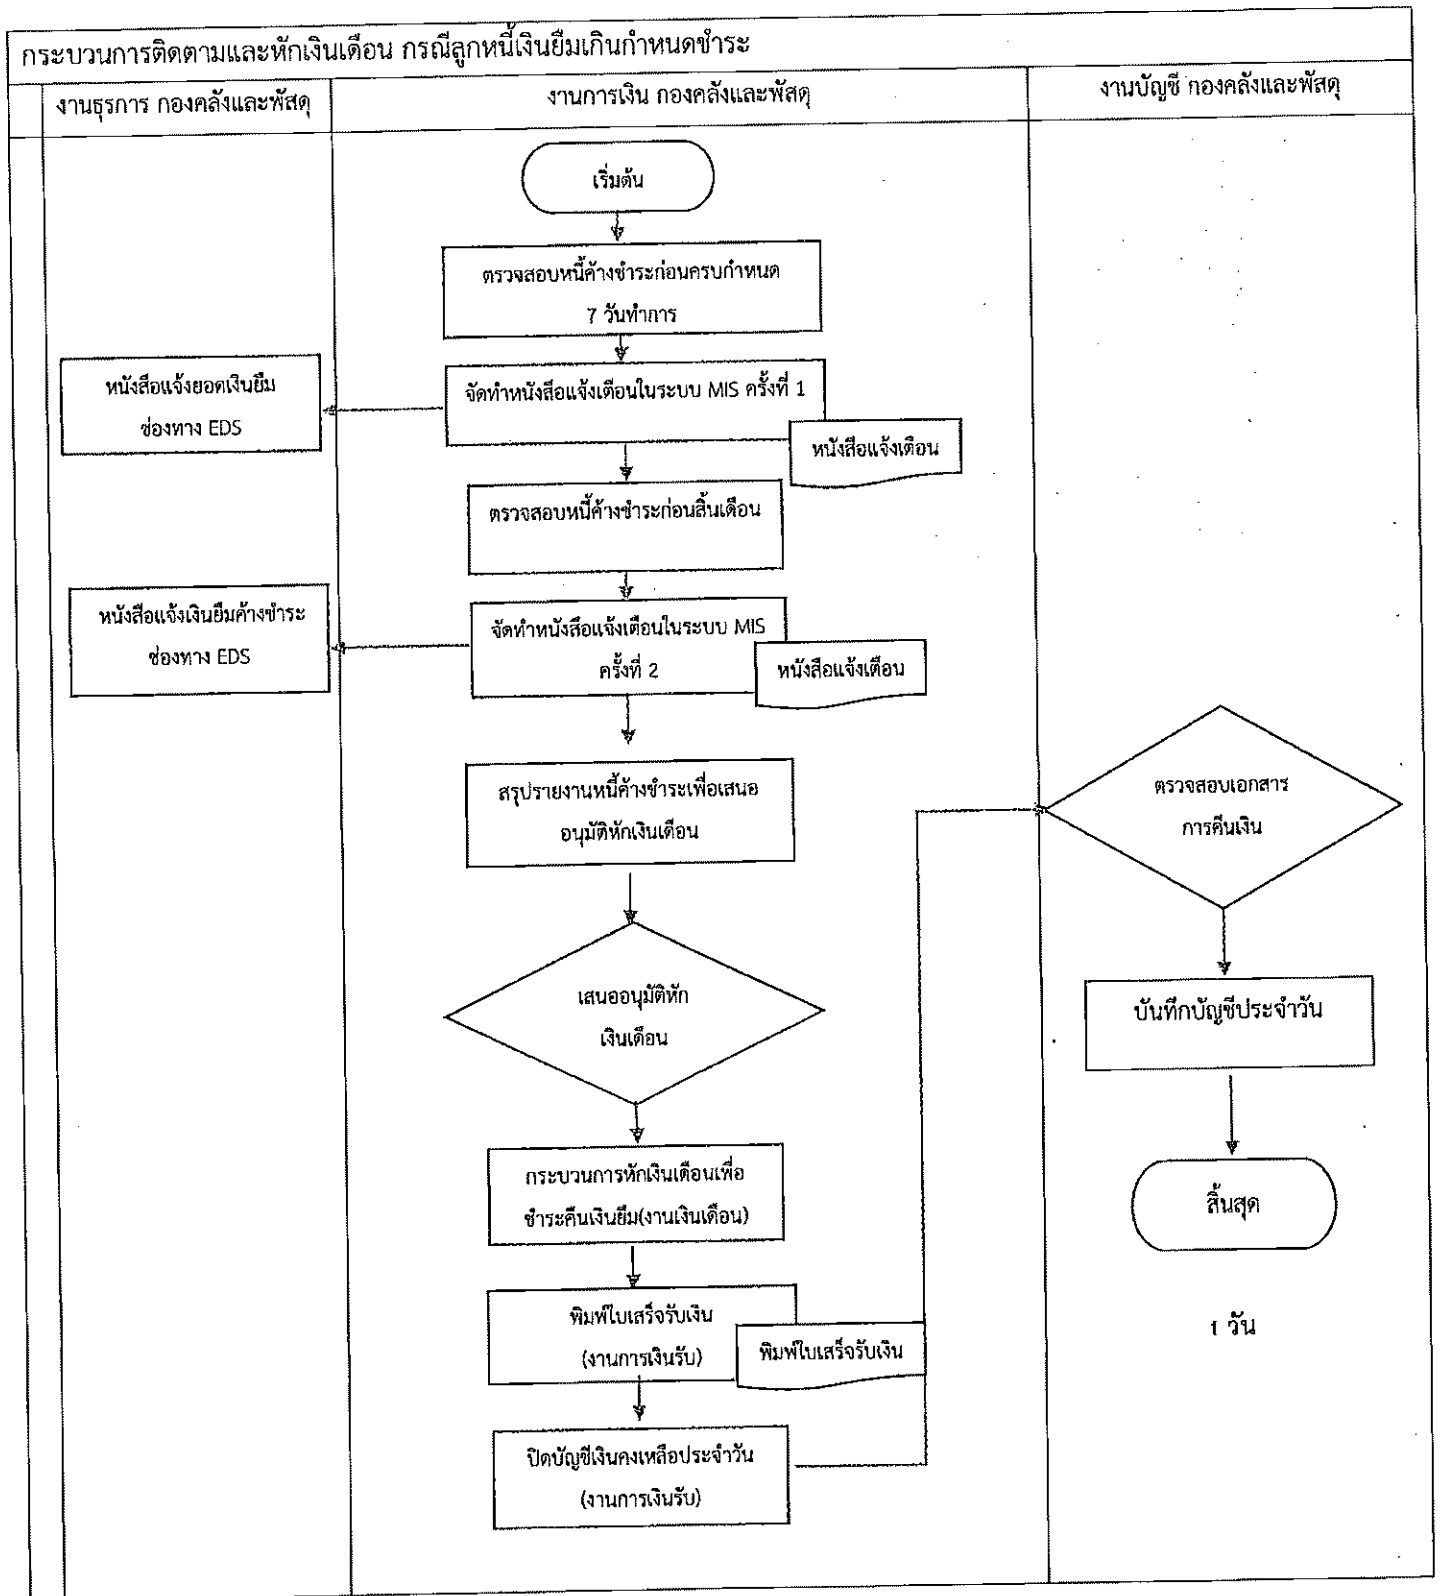 กระบวนการติดตามและหักเงินเดือน กรณีลูกหนี้เงินยืมเกินกำหนดชำระ
งานธุรการ กองคลังและพัสดุ
งานการเงิน กองคลังและพัสดุ
งานบัญชี กองคลังและพัสดุ
เริ่มต้น
ตรวจสอบหนี้ค้างชำระก่อนครบกำหนด
7 วันทำการ
จัดทำหนังสือแจ้งเตือนในระบบ MIS ครั้งที่ 1
หนังสือแจ้งเตือน
หนังสือแจ้งยอดเงินยืม
ช่องทาง EDS
ตรวจสอบหนี้ค้างชำระก่อนสิ้นเดือน
จัดทำหนังสือแจ้งเตือนในระบบ MIS
ครั้งที่ 2
หนังสือแจ้งเตือน
หนังสือแจ้งเงินยืมค้างชำระ
ช่องทาง EDS
สรุปรายงานหนี้ค้างชำระเพื่อเสนอ
อนุมัติหักเงินเดือน
เสนออนุมัติหัก
เงินเดือน
กระบวนการหักเงินเดือนเพื่อ
ชำระคืนเงินยืม(งานเงินเดือน)
พิมพ์ใบเสร็จรับเงิน
(งานการเงินรับ)
พิมพ์ใบเสร็จรับเงิน
ปิดบัญชีเงินคงเหลือประจำวัน
(งานการเงินรับ)
ตรวจสอบเอกสาร
การคืนเงิน
บันทึกบัญชีประจำวัน
สิ้นสุด
1 วัน